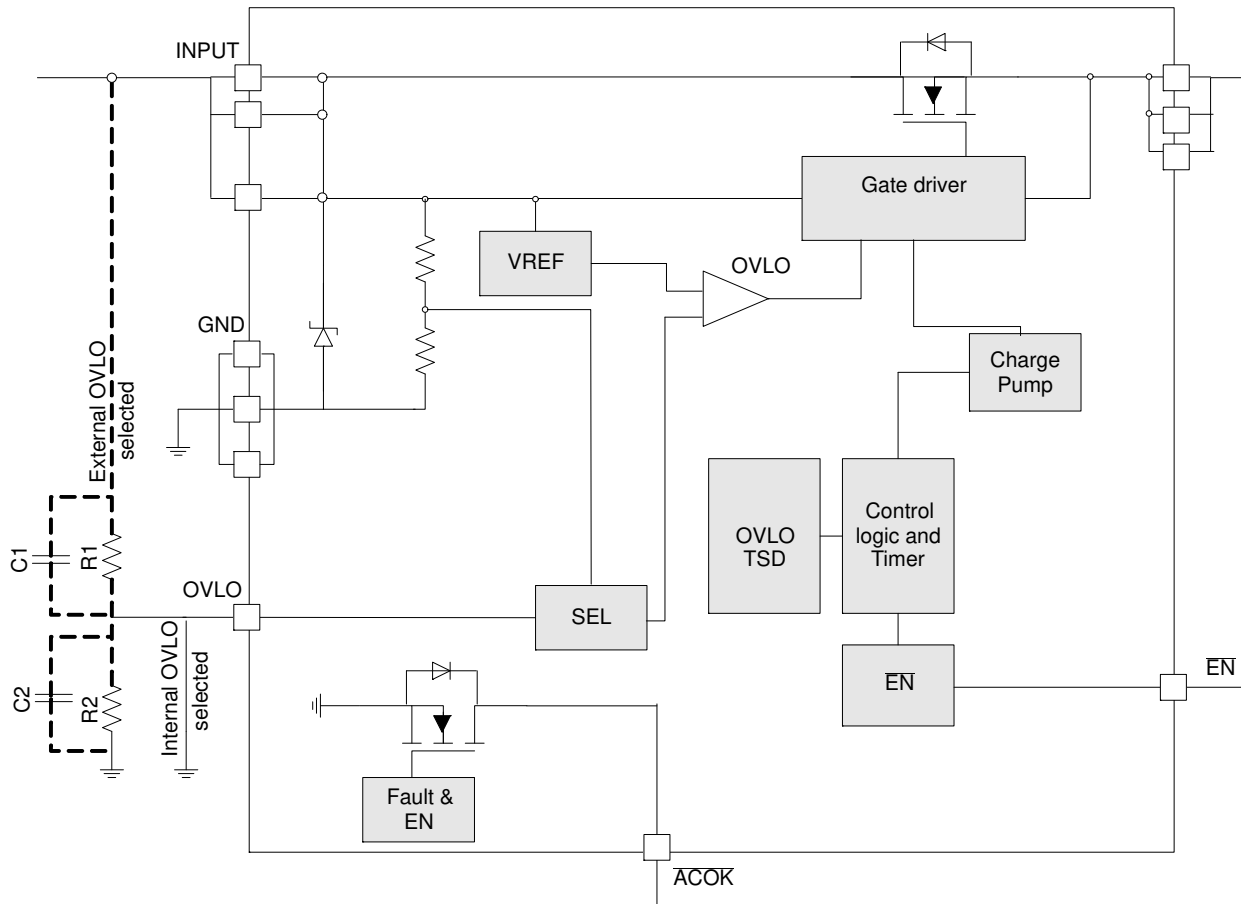 INPUT
Gate driver
VREF
OVLO
GND
Charge
Pump
External OVLO
selected
Control
logic and
Timer
OVLO
TSD
C1
R1
OVLO
SEL
C2
R2
Internal OVLO
selected
EN
EN
Fault &
EN
ACOK